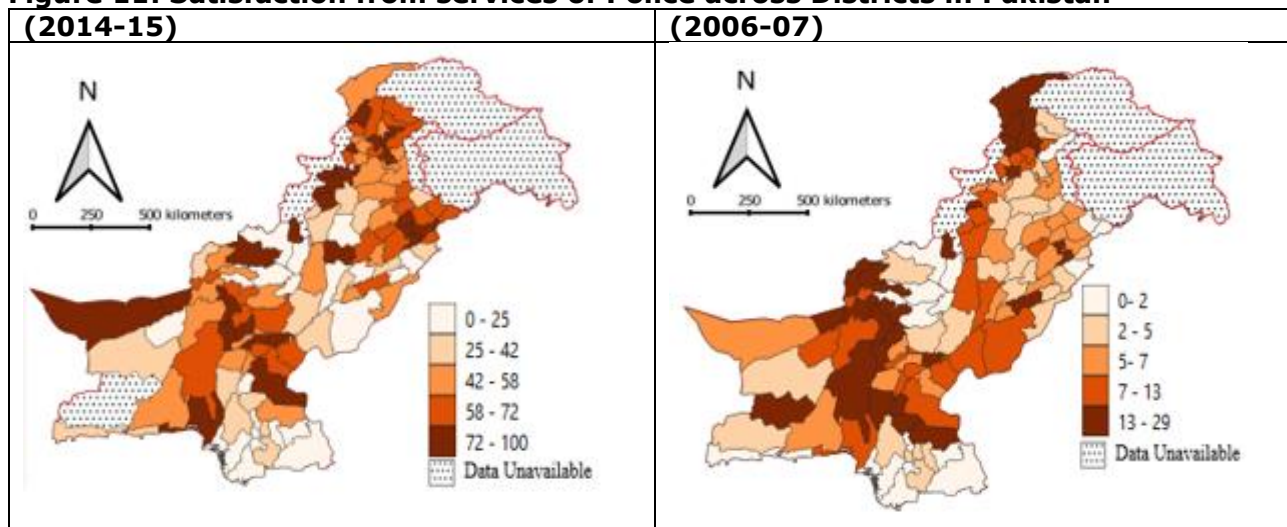 Figure 11: Satisfaction from services of Police across Districts in Pakistan
(2014-15)
(2006-07)
N
0 250 500 kilometers
0 - 25
25 - 42
42 - 58
58 - 72
72 - 100
Data Unavailable
N
0 250 500 kilometers
0- 2
2 - 5
5- 7
7 - 13
13 - 29
Data Unavailable